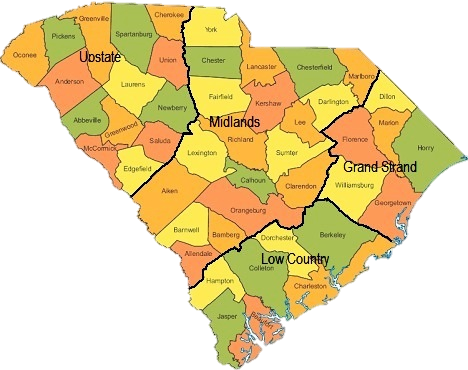 Cherokee
Greenville
York
Spartanburg
Pickens
Oconee
Upstate
Union
Chester
Lancaster
Chesterfield
Marlboro
Anderson
Laurens
Fairfield
Kershaw
Darlington
Dillon
Newberry
Abbeville
Greenwood
Midlands
Lee
Marion
Florence
Richland
Saluda
McCormick
Lexington
Sumter
Horry
Edgefield
Grand Strand
Calhoun
Clarendon
Williamsburg
Aiken
Orangeburg
Georgetown
Barnwell
Bamberg
Dorchester
Berkeley
Allendale
Low Country
Colleton
Hampton
Charleston
Jasper